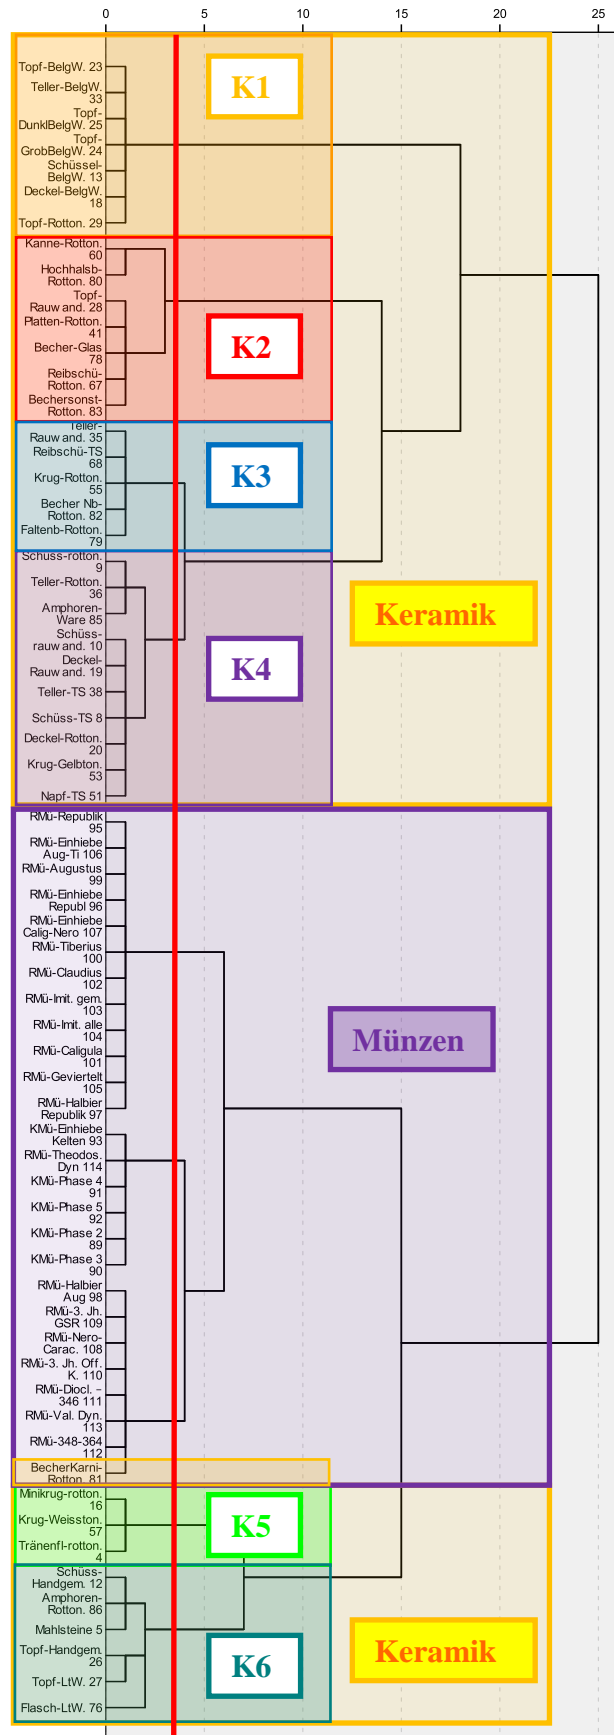 0 5 10 15 20 25
Topf-BelgW. 23
K1
Teller-BelgW.
33
Topf-
DunklBelgW. 25
Topf-
GrobBelgW. 24
Schüssel-
BelgW. 13
Deckel-BelgW.
18
Topf-Rotton. 29
Kanne-Rotton.
60
Hochhalsb-
Rotton. 80
Topf-
Rauwand. 28
Platten-Rotton.
41
K2
Becher-Glas
78
Reibschü-
Rotton. 67
Bechersonst-
Rotton. 83
Teller-
Rauwand. 35
Reibschü-TS
68
K3
Krug-Rotton.
55
Becher Nb-
Rotton. 82
Faltenb-Rotton.
79
Schüss-rotton.
9
Teller-Rotton.
36
Amphoren-
Ware 85
Keramik
Schüss-
rauwand. 10
Deckel-
Rauwand. 19
K4
Teller-TS 38
Schüss-TS 8
Deckel-Rotton.
20
Krug-Gelbton.
53
Napf-TS 51
RMü-Republik
95
RMü-Einhiebe
Aug-Ti 106
RMü-Augustus
99
RMü-Einhiebe
Republ 96
RMü-Einhiebe
Calig-Nero 107
RMü-Tiberius
100
RMü-Claudius
102
RMü-Imit. gem.
103
RMü-Imit. alle
104
Münzen
RMü-Caligula
101
RMü-Geviertelt
105
RMü-Halbier
Republik 97
KMü-Einhiebe
Kelten 93
RMü-Theodos.
Dyn 114
KMü-Phase 4
91
KMü-Phase 5
92
KMü-Phase 2
89
KMü-Phase 3
90
RMü-Halbier
Aug 98
RMü-3. Jh.
GSR 109
RMü-Nero-
Carac. 108
RMü-3. Jh. Off.
K. 110
RMü-Diocl. –
346 111
RMü-Val. Dyn.
113
RMü-348-364
112
BecherKarni-
Rotton. 81
Minikrug-rotton.
16
Krug-Weisston.
57
K5
Tränenfl-rotton.
4
Schüss-
Handgem. 12
Amphoren-
Rotton. 86
Mahlsteine 5
Keramik
Topf-Handgem.
26
K6
Topf-LtW. 27
Flasch-LtW. 76